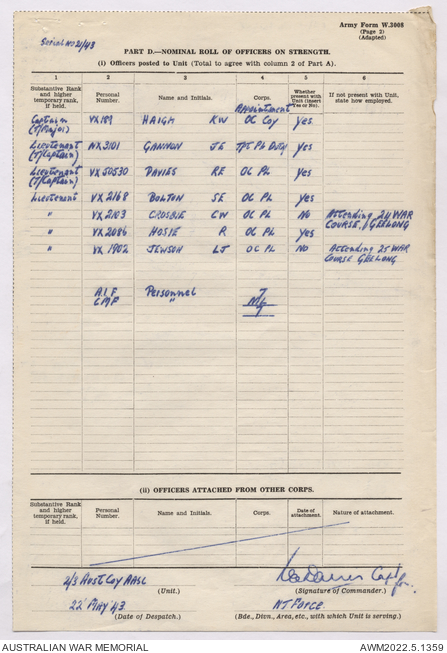 Army Form W.3008
(Page 2)
(Adapted)
Serial No 21/43
PART D.—NOMINAL ROLL OF OFFICERS ON STRENGTH.
(i) Officers posted to Unit (Total to agree with column 2 of Part A).
1 2 3 4 5 6
Substantive Rank and higher temporary rank, if held. Personal Number. Name and Initials. Corps. Whether present with Unit (insert Yes or No). If not present with Unit, state how employed.
Appointment
Captain (T/Major) VX189 HAIGH KW OC Coy Yes
Lieutenant (T/Captain) NX3101 GANNON JE Yes
Lieutenant (T/Captain) VX50530 DAVIES RE OC PL Yes
Lieutenant VX2168 BOLTON SE OC PL Yes
" VX2103 CROSBIE CW OC PL No Attending 24 WAR COURSE, GEELONG
" VX2086 HOSIE R OC PL Yes
" VX1902 JEWSON LJ OC PL No Attending 25 WAR COURSE GEELONG
A.I.F Personnel 7
CMF " NIL
7
(ii) OFFICERS ATTACHED FROM OTHER CORPS.
Substantive Rank and higher temporary rank, if held. Personal Number. Name and Initials. Corps. Date of attachment. Nature of attachment.
2/3 Aust Coy AASC Capt
(Unit.) (Signature of Commander.) for.
22 May 43 NT FORCE
(Date of Despatch.) (Bde., Divn., Area, etc., with which Unit is serving.)
AUSTRALIAN WAR MEMORIAL AWM2022.5.1359